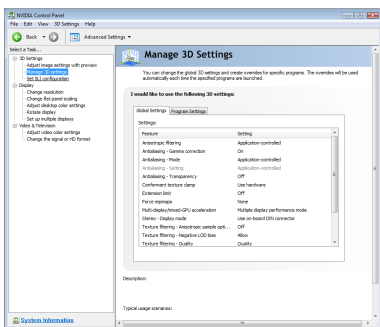 NVIDIA Control Panel
File Edit View 3D Settings Help
Back
Advanced Settings
Select a Task...
3D Settings
Adjust image settings with preview
Manage 3D settings
Set SLI configuration
Display
Change resolution
Change flat panel scaling
Adjust desktop color settings
Rotate display
Set up multiple displays
Video & Television
Adjust video color settings
Change the signal or HD format
System Information
Manage 3D Settings
You can change the global 3D settings and create overrides for specific programs. The overrides will be used
automatically each time the specified programs are launched.
I would like to use the following 3D settings:
Global Settings Program Settings
Settings:
Feature Setting
Anisotropic filtering Application-controlled
Antialiasing - Gamma correction On
Antialiasing - Mode Application-controlled
Antialiasing - Setting Application-controlled
Antialiasing - Transparency Off
Conformant texture clamp Use hardware
Extension limit Off
Force mipmaps None
Multi-display/mixed-GPU acceleration Multiple display performance mode
Stereo - Display mode Use on-board DIN connector
Texture filtering - Anisotropic sample opti... Off
Texture filtering - Negative LOD bias Allow
Texture filtering - Quality Quality
Description:
Typical usage scenarios: